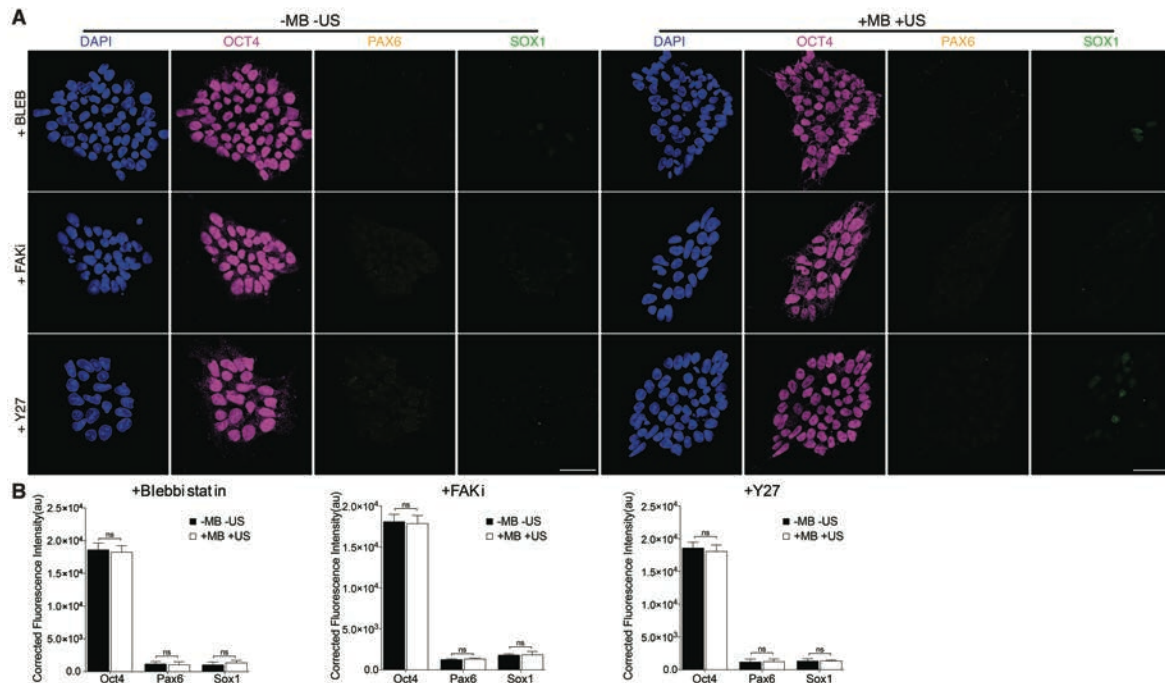 A
-MB -US
+MB +US
DAPI OCT4 PAX6 SOX1 DAPI OCT4 PAX6 SOX1
+ BLEB
+ FAKi
+ Y27
B
+Blebbistatin
Corrected Fluorescence Intensity(au)
2.5×10⁴
2.0×10⁴
1.5×10⁴
1.0×10⁴
5.0×10³
0.0
ns
ns
ns
-MB -US
+MB +US
Oct4 Pax6 Sox1
+FAKi
Corrected Fluorescence Intensity(au)
2.0×10⁴
1.5×10⁴
1.0×10⁴
5.0×10³
0.0
ns
ns
ns
-MB -US
+MB +US
Oct4 Pax6 Sox1
+Y27
Corrected Fluorescence Intensity(au)
2.5×10⁴
2.0×10⁴
1.5×10⁴
1.0×10⁴
5.0×10³
0.0
ns
ns
ns
-MB -US
+MB +US
Oct4 Pax6 Sox1